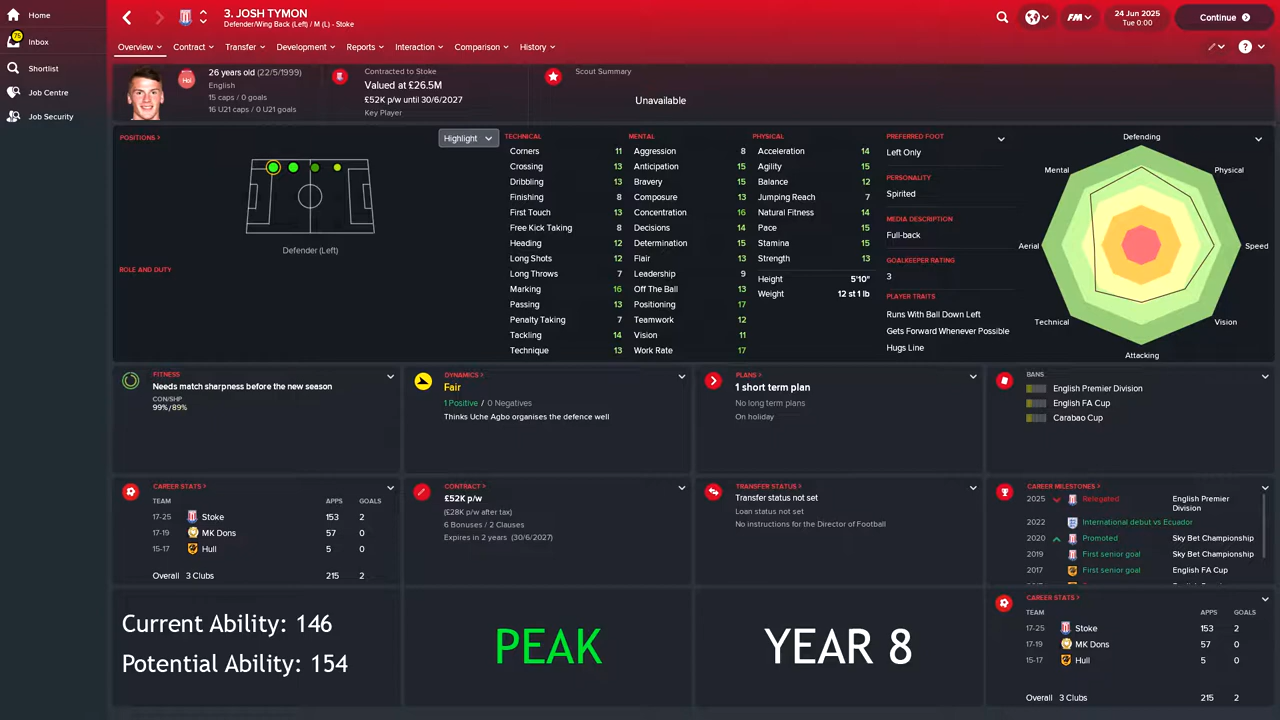 Home
Inbox
75
Shortlist
Job Centre
Job Security
3. JOSH TYMON
Defender/Wing Back (Left) / M (L) - Stoke
FM
24 Jun 2025
Tue 0:00
Continue
Overview
Contract
Transfer
Development
Reports
Interaction
Comparison
History
?
Hol
26 years old (22/5/1999)
English
15 caps / 0 goals
16 U21 caps / 0 U21 goals
Contracted to Stoke
Valued at £26.5M
£52K p/w until 30/6/2027
Key Player
Scout Summary
Unavailable
POSITIONS >
Highlight
Defender (Left)
ROLE AND DUTY
TECHNICAL
Corners 11
Crossing 13
Dribbling 13
Finishing 8
First Touch 13
Free Kick Taking 8
Heading 12
Long Shots 12
Long Throws 7
Marking 16
Passing 13
Penalty Taking 7
Tackling 14
Technique 13
MENTAL
Aggression 8
Anticipation 15
Bravery 15
Composure 13
Concentration 16
Decisions 14
Determination 15
Flair 13
Leadership 9
Off The Ball 13
Positioning 17
Teamwork 12
Vision 11
Work Rate 17
PHYSICAL
Acceleration 14
Agility 15
Balance 12
Jumping Reach 7
Natural Fitness 14
Pace 15
Stamina 15
Strength 13
Height 5'10"
Weight 12 st 1 lb
PREFERRED FOOT
Left Only
PERSONALITY
Spirited
MEDIA DESCRIPTION
Full-back
GOALKEEPER RATING
3
PLAYER TRAITS
Runs With Ball Down Left
Gets Forward Whenever Possible
Hugs Line
Defending
Physical
Speed
Vision
Attacking
Technical
Aerial
Mental
FITNESS
Needs match sharpness before the new season
CON/SHP
99%/89%
DYNAMICS >
Fair
1 Positive / 0 Negatives
Thinks Uche Agbo organises the defence well
PLANS >
1 short term plan
No long term plans
On holiday
BANS
English Premier Division
English FA Cup
Carabao Cup
CAREER STATS >
TEAM APPS GOALS
17-25 Stoke 153 2
17-19 MK Dons 57 0
15-17 Hull 5 0
Overall 3 Clubs 215 2
CONTRACT >
£52K p/w
(£28K p/w after tax)
6 Bonuses / 2 Clauses
Expires in 2 years (30/6/2027)
TRANSFER STATUS >
Transfer status not set
Loan status not set
No instructions for the Director of Football
CAREER MILESTONES >
2025 Relegated English Premier
Division
2022 International debut vs Ecuador
2020 Promoted Sky Bet Championship
2019 First senior goal Sky Bet Championship
2017 First senior goal English FA Cup
Current Ability: 146
Potential Ability: 154
PEAK
YEAR 8
CAREER STATS >
TEAM APPS GOALS
17-25 Stoke 153 2
17-19 MK Dons 57 0
15-17 Hull 5 0
Overall 3 Clubs 215 2